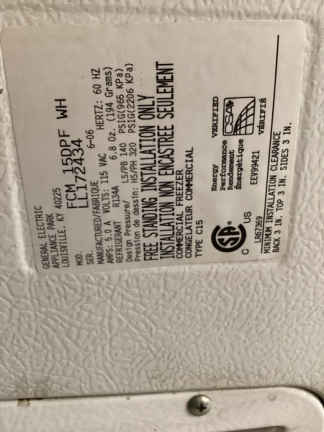 GENERAL ELECTRIC
APPLIANCE PARK
LOUISVILLE, KY 40225
MOD. FCM 15DPF WH
SER. EL172434
MANUFACTURED/FABRIQUE 6-06
AMPS: 5.0 A VOLTS: 115 VAC HERTZ: 60 HZ
REFRIGERANT R134A 6.8 Oz. (194 Grams)
Design Pressure/ LS/PB 140 PSIG(965 KPa)
Pression de dessin: HS/PH 320 PSIG(2206 KPa)
FREE STANDING INSTALLATION ONLY
INSTALLATION NON ENCASTREE SEULEMENT
COMMERCIAL FREEZER
CONGELATEUR COMMERCIAL
TYPE C15
Energy
Performance
Rendement
Énergétique
VERIFIED
CSA
VÉRIFIÉ
EEV99421
C US
LR67269
MINIMUM INSTALLATION CLEARANCE
BACK 3 IN. TOP 3 IN. SIDES 3 IN.